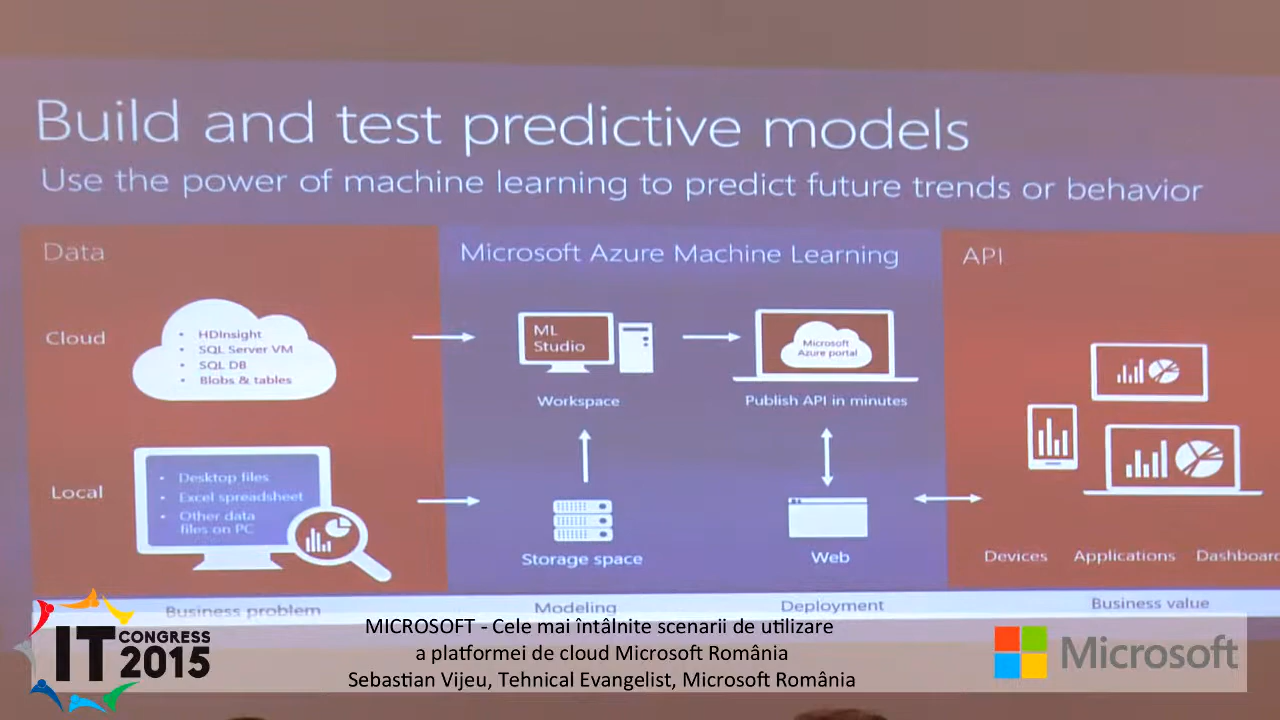 Build and test predictive models
Use the power of machine learning to predict future trends or behavior
Data
Microsoft Azure Machine Learning
API
Cloud
• HDInsight
• SQL Server VM
• SQL DB
• Blobs & tables
ML
Studio
Workspace
Microsoft
Azure portal
Publish API in minutes
Local
• Desktop files
• Excel spreadsheet
• Other data
files on PC
Storage space
Web
Devices
Applications
Dashboar
Business problem
Modeling
Deployment
Business value
IT CONGRESS
2015
MICROSOFT - Cele mai întâlnite scenarii de utilizare
a platformei de cloud Microsoft România
Sebastian Vijeu, Tehnical Evangelist, Microsoft România
Microsoft